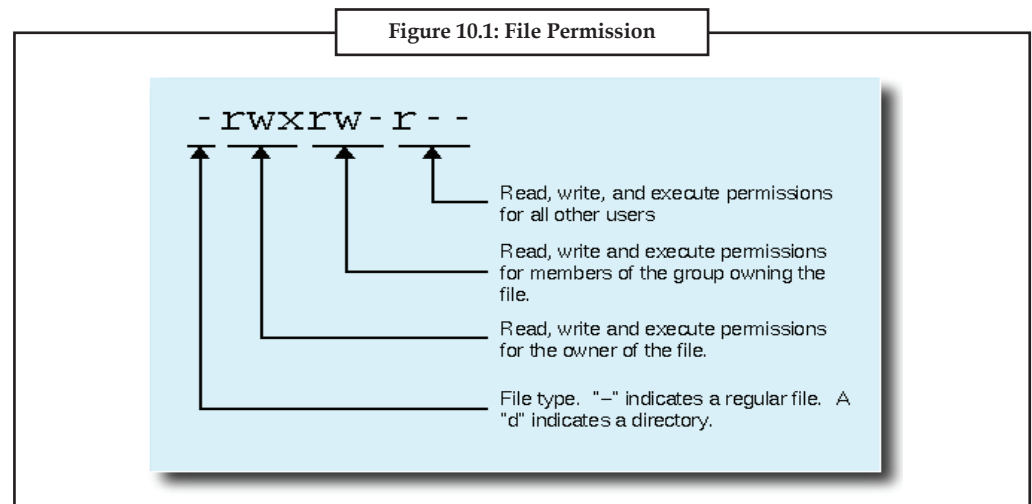 Figure 10.1: File Permission
-rwxrw-r--
Read, write, and execute permissions
for all other users
Read, write and execute permissions
for members of the group owning the
file.
Read, write and execute permissions
for the owner of the file.
File type. "–" indicates a regular file. A
"d" indicates a directory.